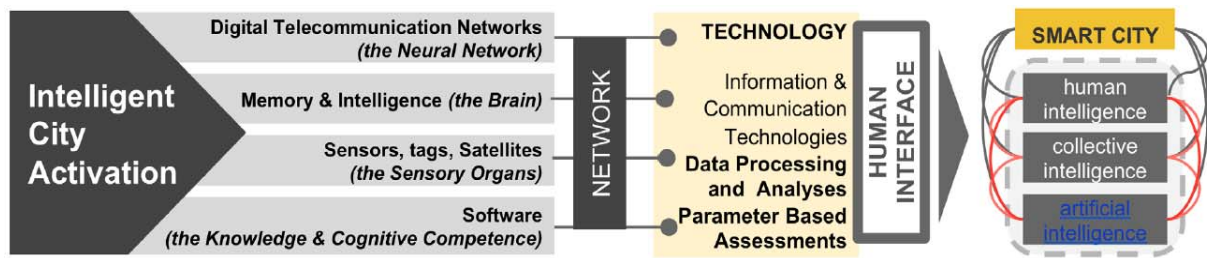 Intelligent
City
Activation
Digital Telecommunication Networks
(the Neural Network)
Memory & Intelligence (the Brain)
Sensors, tags, Satellites
(the Sensory Organs)
Software
(the Knowledge & Cognitive Competence)
NETWORK
TECHNOLOGY
Information &
Communication
Technologies
Data Processing
and Analyses
Parameter Based
Assessments
HUMAN
INTERFACE
SMART CITY
human
intelligence
collective
intelligence
artificial
intelligence